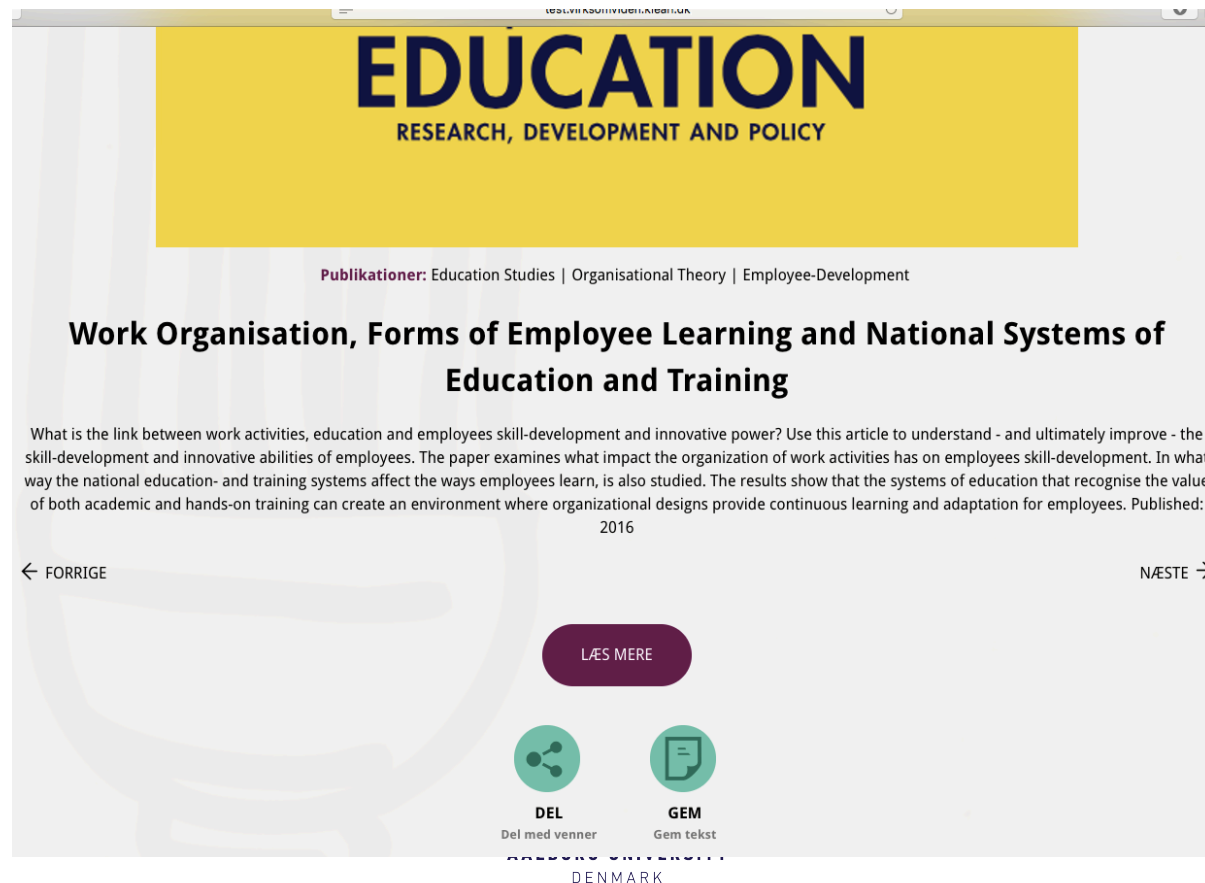 test.virksomviden.klean.dk
EDUCATION
RESEARCH, DEVELOPMENT AND POLICY
Publikationer: Education Studies | Organisational Theory | Employee-Development
Work Organisation, Forms of Employee Learning and National Systems of
Education and Training
What is the link between work activities, education and employees skill-development and innovative power? Use this article to understand - and ultimately improve - the
skill-development and innovative abilities of employees. The paper examines what impact the organization of work activities has on employees skill-development. In what
way the national education- and training systems affect the ways employees learn, is also studied. The results show that the systems of education that recognise the value
of both academic and hands-on training can create an environment where organizational designs provide continuous learning and adaptation for employees. Published:
2016
← FORRIGE
NÆSTE →
LÆS MERE
DEL
GEM
Del med venner
Gem tekst
AALBORG UNIVERSITY
DENMARK